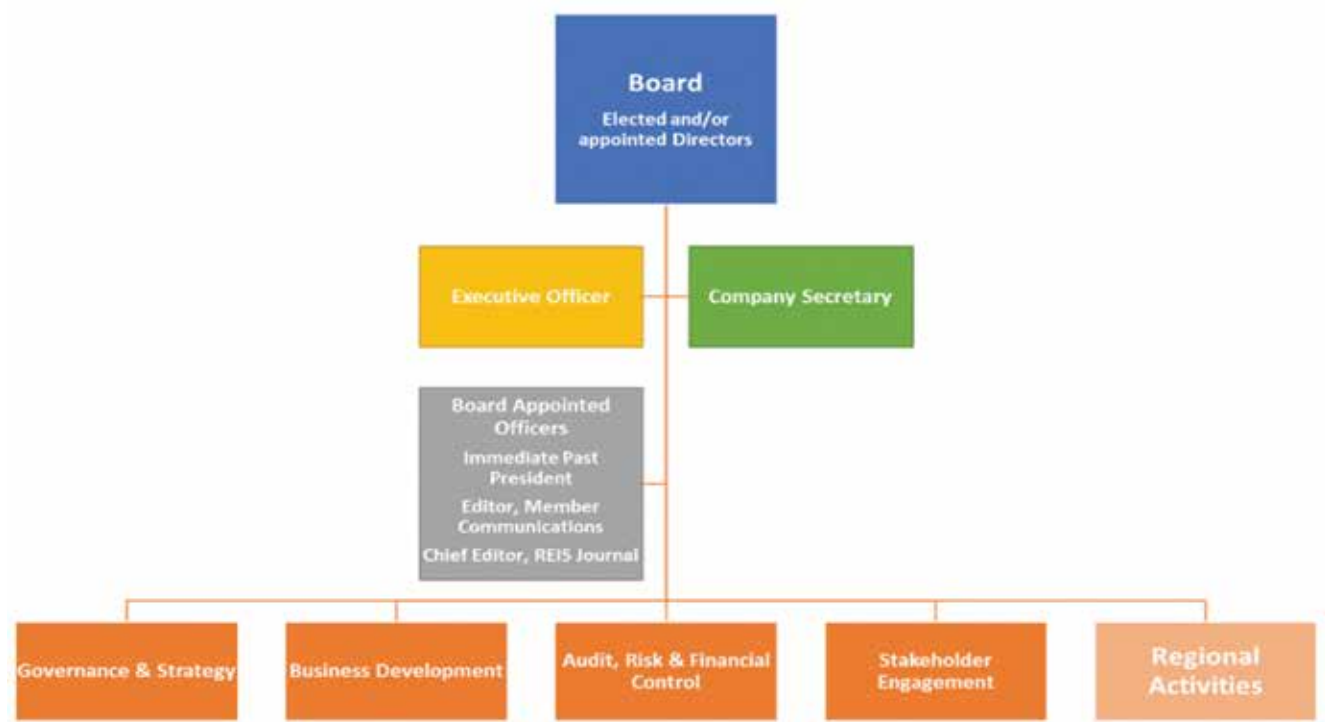 Board
Elected and/or
appointed Directors
Executive Officer
Company Secretary
Board Appointed
Officers
Immediate Past
President
Editor, Member
Communications
Chief Editor, REIS Journal
Governance & Strategy
Business Development
Audit, Risk & Financial
Control
Stakeholder
Engagement
Regional
Activities